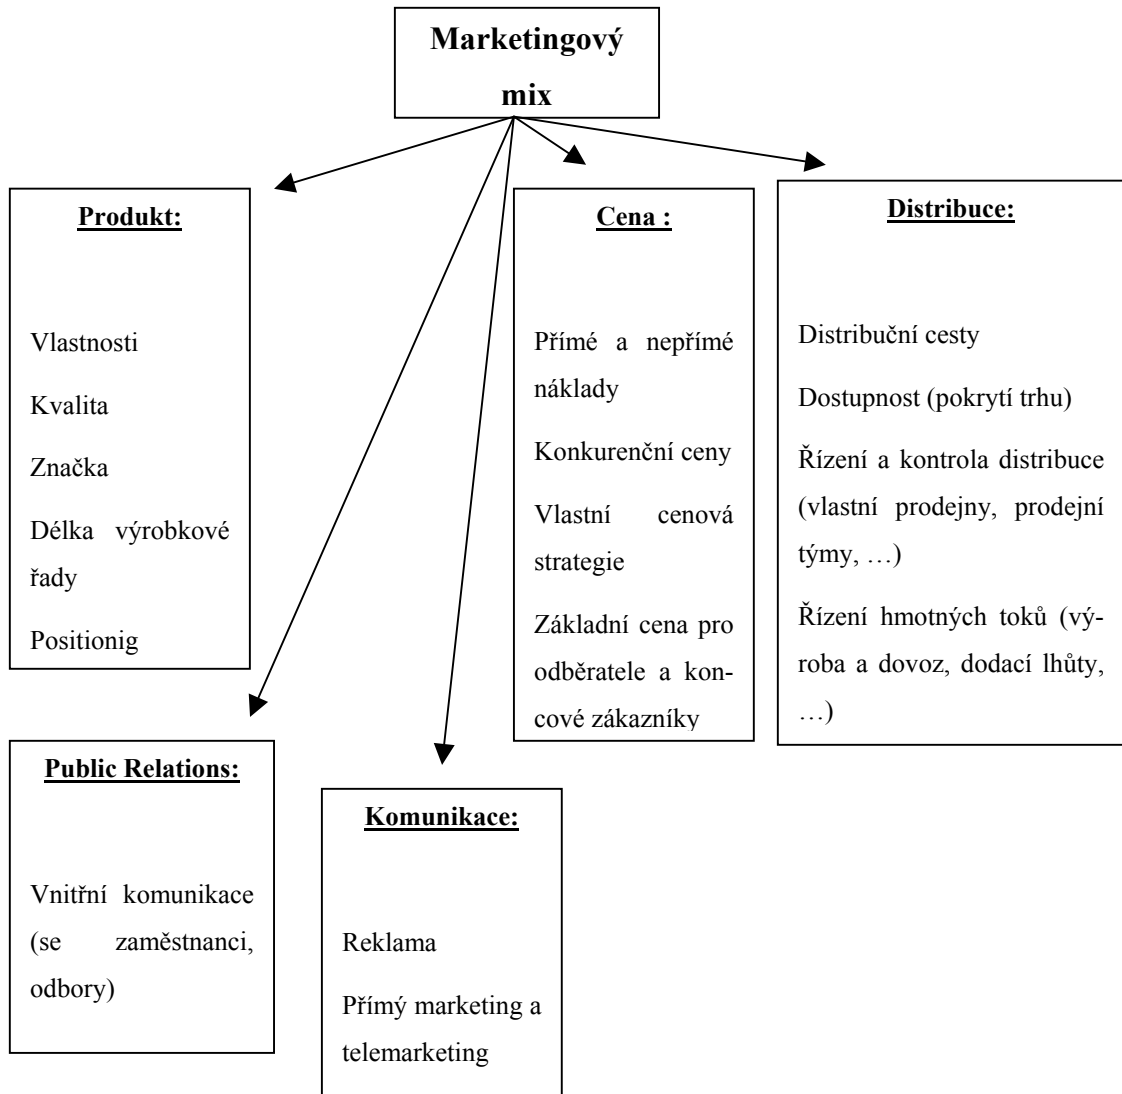 Marketingový
mix
Produkt:
Vlastnosti
Kvalita
Značka
Délka výrobkové
řady
Positionig
Cena :
Přímé a nepřímé
náklady
Konkurenční ceny
Vlastní cenová
strategie
Základní cena pro
odběratele a kon-
cové zákazníky
Distribuce:
Distribuční cesty
Dostupnost (pokrytí trhu)
Řízení a kontrola distribuce
(vlastní prodejny, prodejní
týmy, …)
Řízení hmotných toků (vý-
roba a dovoz, dodací lhůty,
…)
Public Relations:
Vnitřní komunikace
(se zaměstnanci,
odbory)
Komunikace:
Reklama
Přímý marketing a
telemarketing